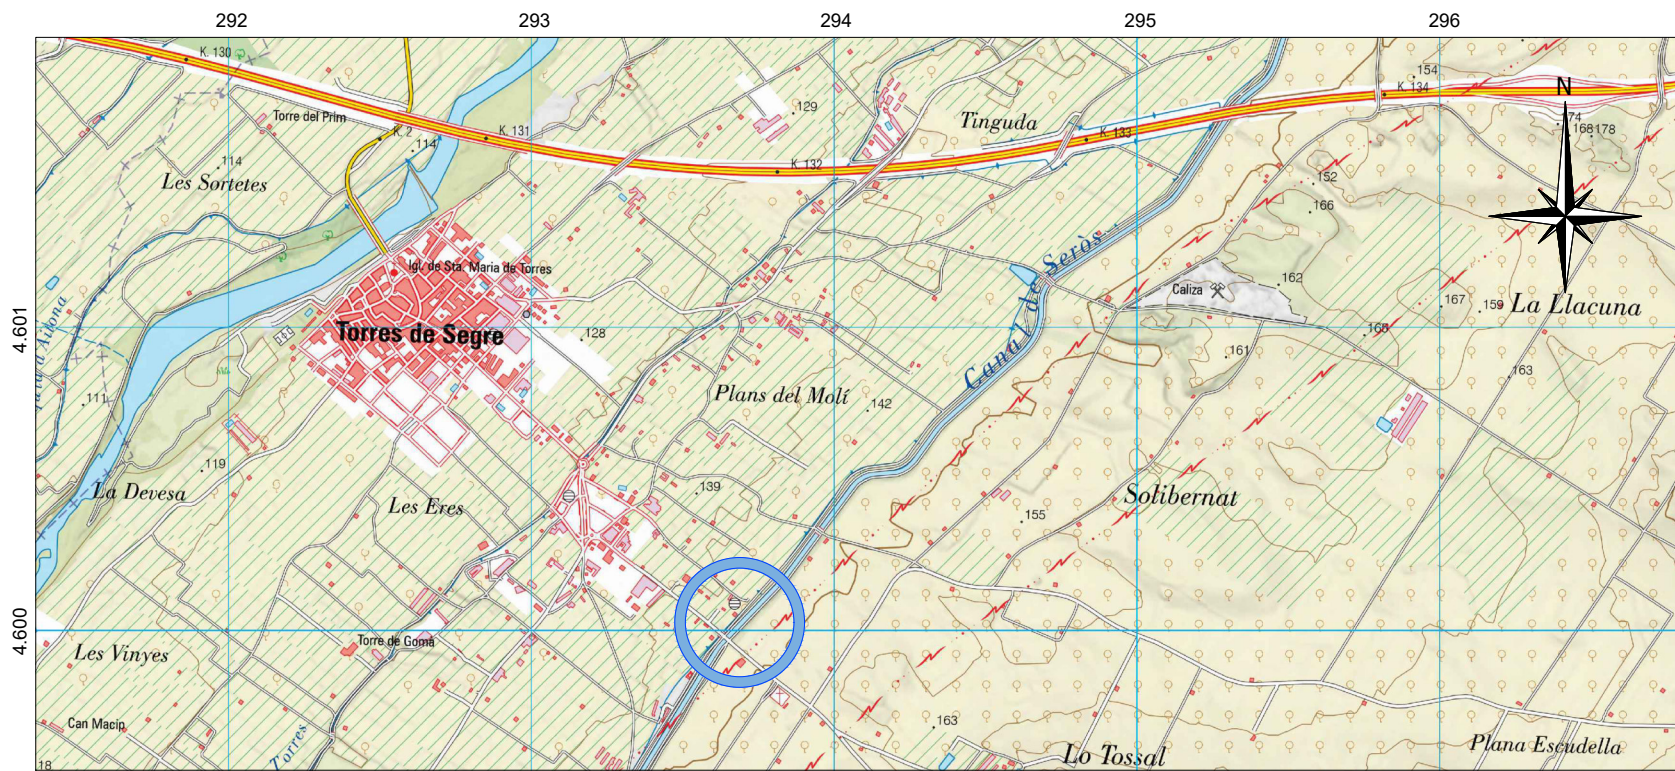 292 293 294 295 296
K. 130
154
K. 134
N
Torre del Prim
K. 2
K. 131
129
Tinguda
K. 133
168 178
114
114
K. 132
Les Sortetes
152
166
Igl. de Sta. Maria de Torres
Canal de Seròs
162
Caliza
167
159
La Llacuna
4.601
Torres de Segre
128
168
161
163
111
Plans del Molí
142
119
La Devesa
139
Les Eres
Solibernat
155
4.600
Torre de Gomà
Les Vinyes
Can Macip
163
Torres
Lo Tossal
Plana Escudella
18